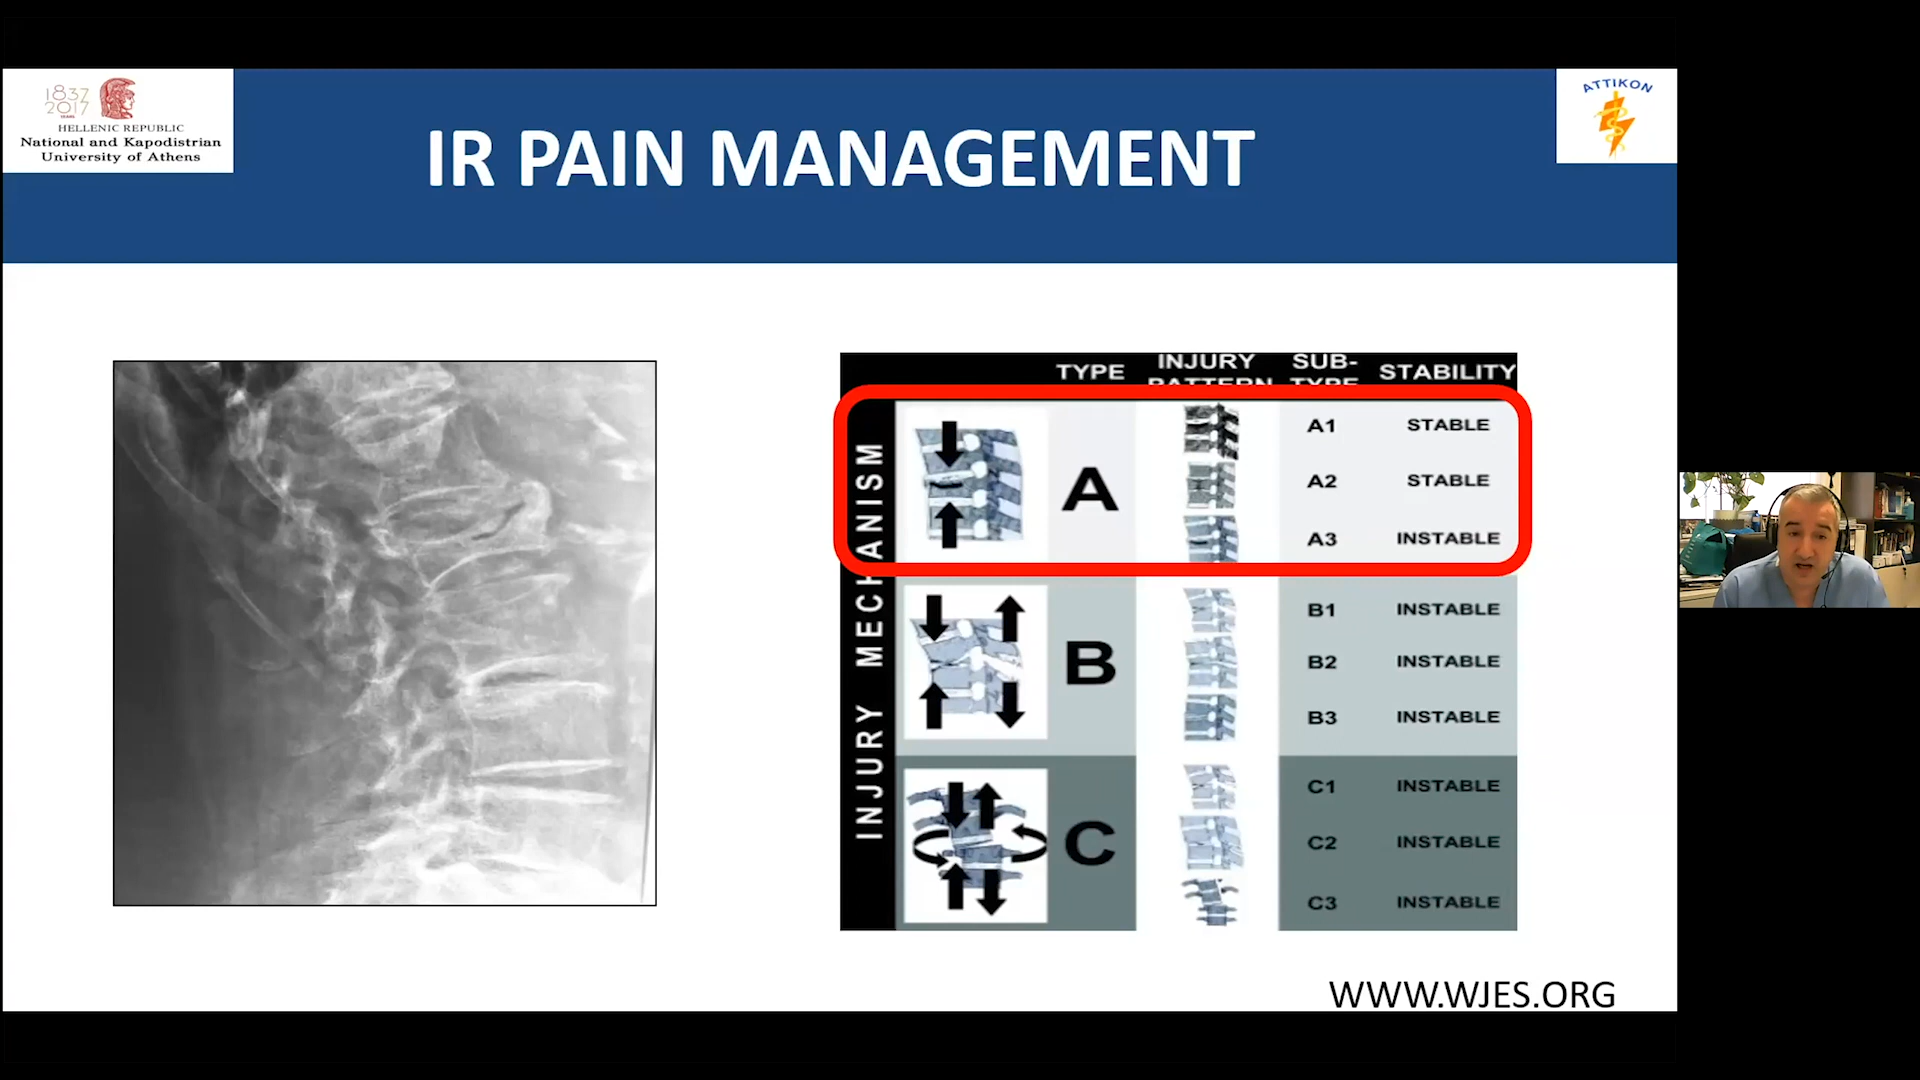 1837
2017
HELLENIC REPUBLIC
National and Kapodistrian
University of Athens
IR PAIN MANAGEMENT
ATTIKON
TYPE INJURY PATTERN SUB-TYPE STABILITY
INJURY MECHANISM
A
A1 STABLE
A2 STABLE
A3 INSTABLE
B
B1 INSTABLE
B2 INSTABLE
B3 INSTABLE
C
C1 INSTABLE
C2 INSTABLE
C3 INSTABLE
WWW.WJES.ORG